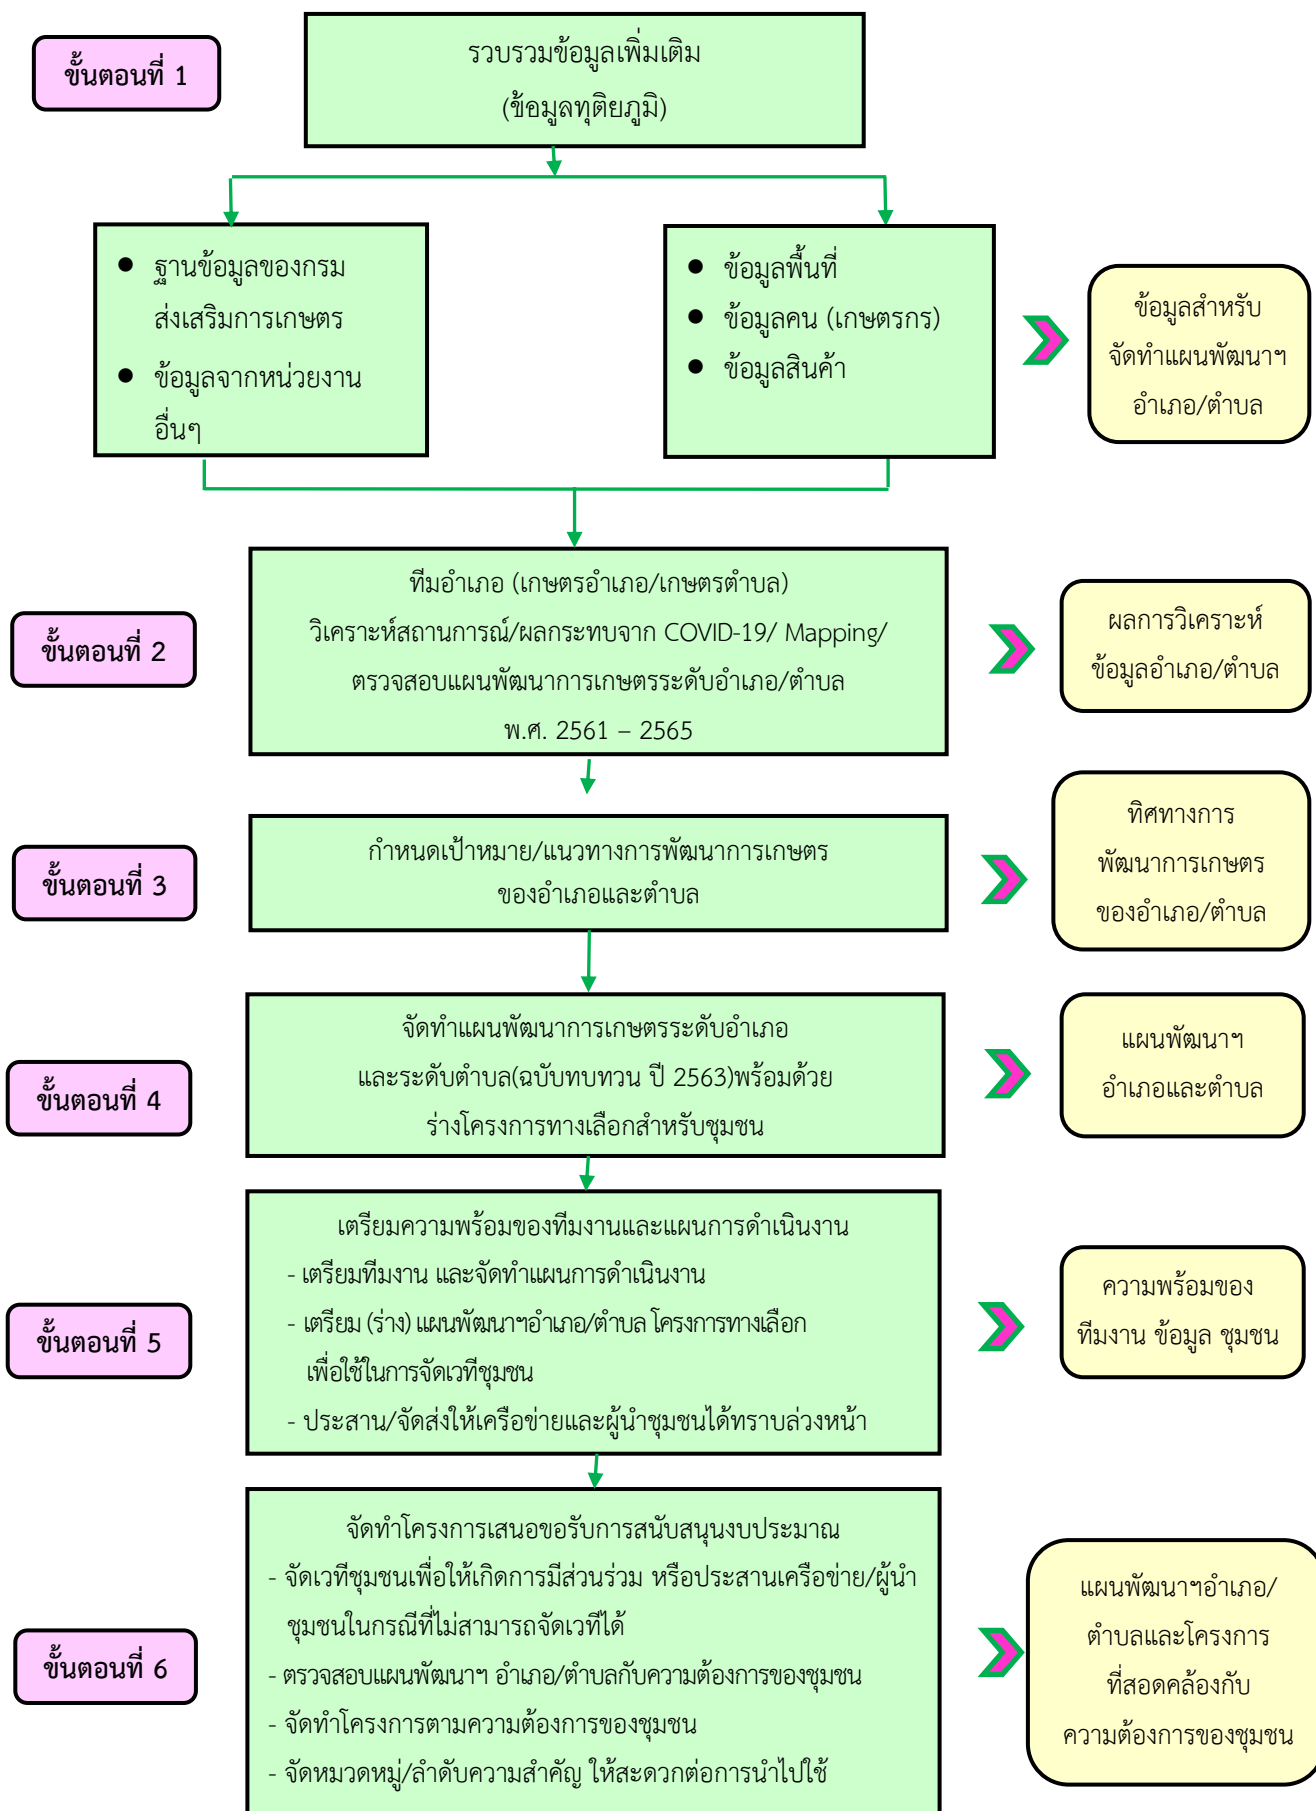 ขั้นตอนที่ 1
รวบรวมข้อมูลเพิ่มเติม
(ข้อมูลทุติยภูมิ)
● ฐานข้อมูลของกรม
ส่งเสริมการเกษตร
● ข้อมูลจากหน่วยงาน
อื่นๆ
● ข้อมูลพื้นที่
● ข้อมูลคน (เกษตรกร)
● ข้อมูลสินค้า
ข้อมูลสำหรับ
จัดทำแผนพัฒนาฯ
อำเภอ/ตำบล
ขั้นตอนที่ 2
ทีมอำเภอ (เกษตรอำเภอ/เกษตรตำบล)
วิเคราะห์สถานการณ์/ผลกระทบจาก COVID-19/ Mapping/
ตรวจสอบแผนพัฒนาการเกษตรระดับอำเภอ/ตำบล
พ.ศ. 2561 – 2565
ผลการวิเคราะห์
ข้อมูลอำเภอ/ตำบล
ขั้นตอนที่ 3
กำหนดเป้าหมาย/แนวทางการพัฒนาการเกษตร
ของอำเภอและตำบล
ทิศทางการ
พัฒนาการเกษตร
ของอำเภอ/ตำบล
ขั้นตอนที่ 4
จัดทำแผนพัฒนาการเกษตรระดับอำเภอ
และระดับตำบล(ฉบับทบทวน ปี 2563)พร้อมด้วย
ร่างโครงการทางเลือกสำหรับชุมชน
แผนพัฒนาฯ
อำเภอและตำบล
ขั้นตอนที่ 5
เตรียมความพร้อมของทีมงานและแผนการดำเนินงาน
- เตรียมทีมงาน และจัดทำแผนการดำเนินงาน
- เตรียม (ร่าง) แผนพัฒนาฯอำเภอ/ตำบล โครงการทางเลือก
เพื่อใช้ในการจัดเวทีชุมชน
- ประสาน/จัดส่งให้เครือข่ายและผู้นำชุมชนได้ทราบล่วงหน้า
ความพร้อมของ
ทีมงาน ข้อมูล ชุมชน
ขั้นตอนที่ 6
จัดทำโครงการเสนอขอรับการสนับสนุนงบประมาณ
- จัดเวทีชุมชนเพื่อให้เกิดการมีส่วนร่วม หรือประสานเครือข่าย/ผู้นำ
ชุมชนในกรณีที่ไม่สามารถจัดเวทีได้
- ตรวจสอบแผนพัฒนาฯ อำเภอ/ตำบลกับความต้องการของชุมชน
- จัดทำโครงการตามความต้องการของชุมชน
- จัดหมวดหมู่/ลำดับความสำคัญ ให้สะดวกต่อการนำไปใช้
แผนพัฒนาฯอำเภอ/
ตำบลและโครงการ
ที่สอดคล้องกับ
ความต้องการของชุมชน